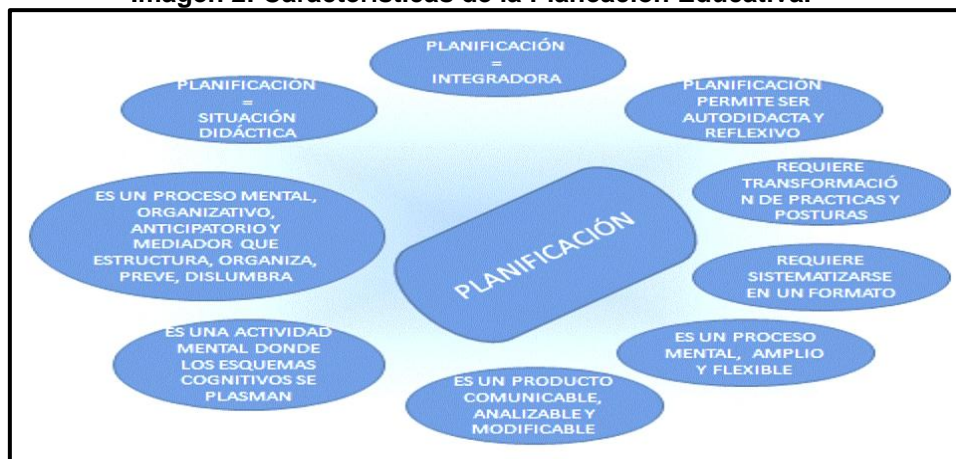 Imagen 2. Características de la Planeación Educativa.
PLANIFICACIÓN
=
INTEGRADORA
PLANIFICACIÓN
=
SITUACIÓN
DIDÁCTICA
PLANIFICACIÓN
PERMITE SER
AUTODIDACTA Y
REFLEXIVO
ES UN PROCESO MENTAL,
ORGANIZATIVO,
ANTICIPATORIO Y
MEDIADOR QUE
ESTRUCTURA, ORGANIZA,
PREVE, DISLUMBRA
PLANIFICACIÓN
REQUIERE
TRANSFORMACIÓ
N DE PRACTICAS Y
POSTURAS
REQUIERE
SISTEMATIZARSE
EN UN FORMATO
ES UNA ACTIVIDAD
MENTAL DONDE
LOS ESQUEMAS
COGNITIVOS SE
PLASMAN
ES UN PRODUCTO
COMUNICABLE,
ANALIZABLE Y
MODIFICABLE
ES UN PROCESO
MENTAL, AMPLIO
Y FLEXIBLE